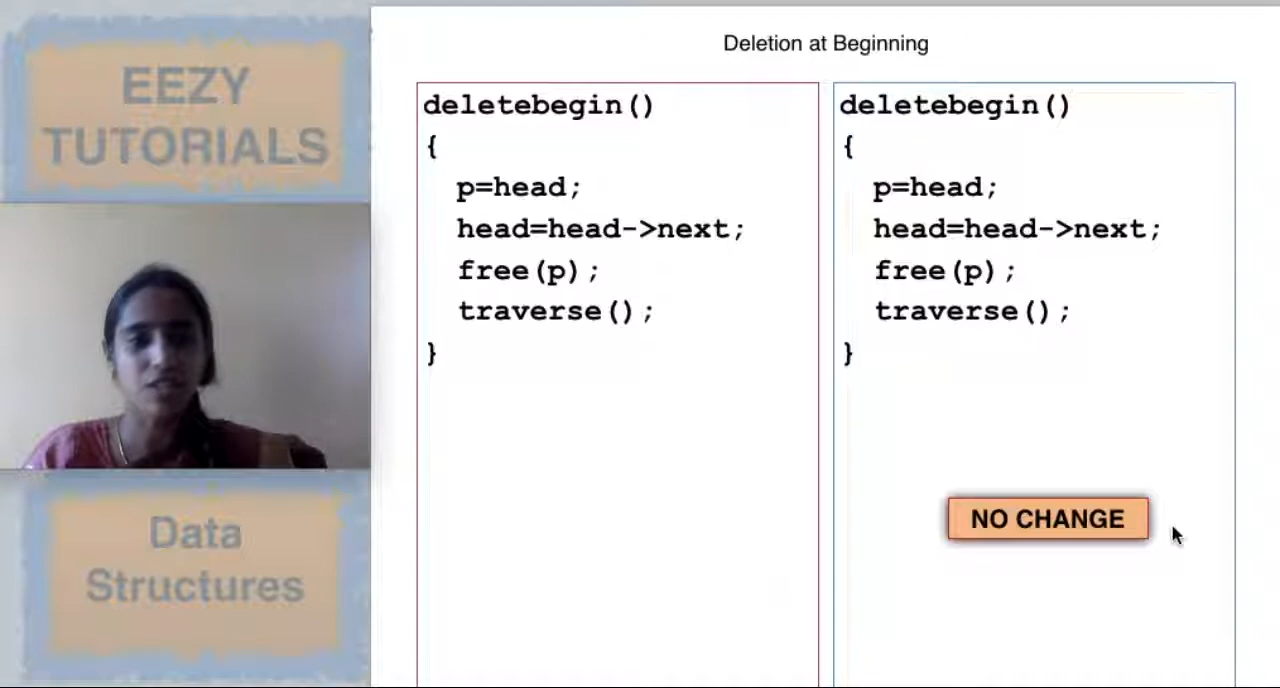 EEZY
TUTORIALS
Data
Structures
Deletion at Beginning
deletebegin()
{
p=head;
head=head->next;
free(p);
traverse();
}
deletebegin()
{
p=head;
head=head->next;
free(p);
traverse();
}
NO CHANGE